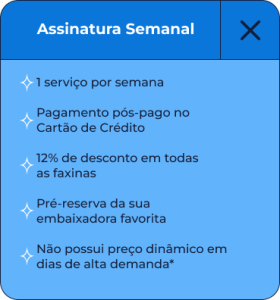 Assinatura Semanal
1 serviço por semana
Pagamento pós-pago no
Cartão de Crédito
12% de desconto em todas
as faxinas
Pré-reserva da sua
embaixadora favorita
Não possui preço dinâmico em
dias de alta demanda*